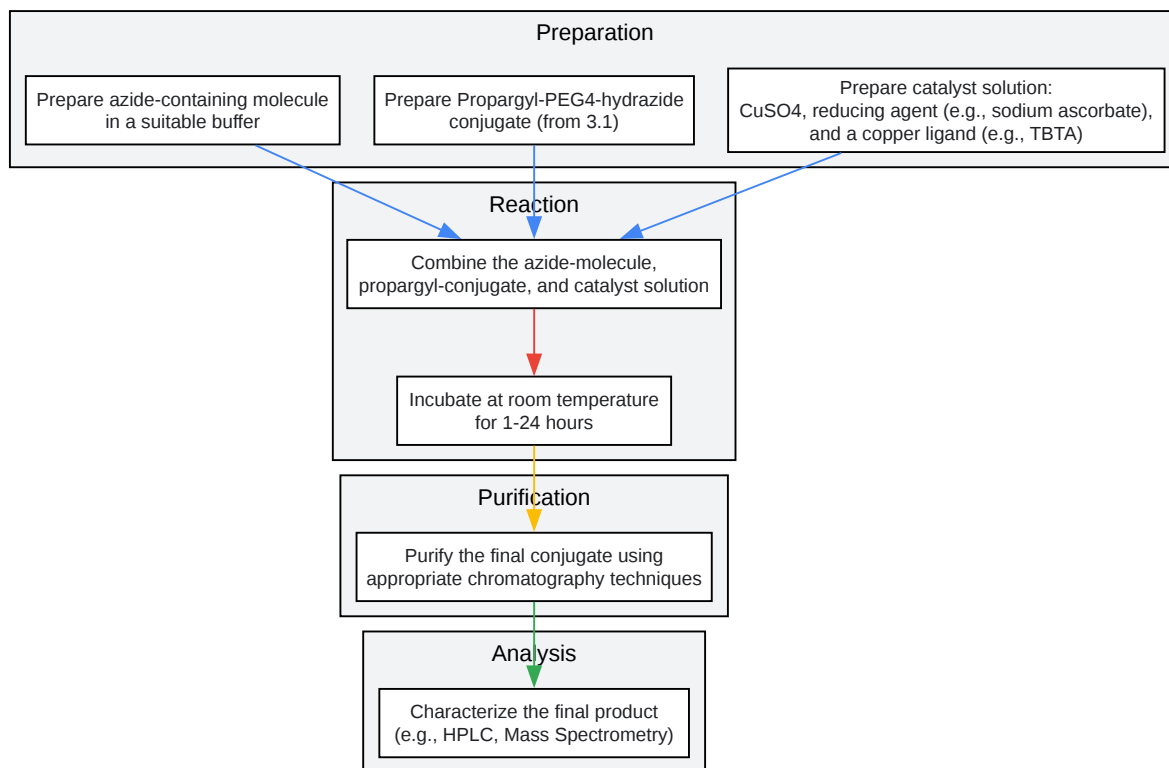 Preparation
Prepare azide-containing molecule
in a suitable buffer
Prepare Propargyl-PEG4-hydrazide
conjugate (from 3.1)
Prepare catalyst solution:
CuSO4, reducing agent (e.g., sodium ascorbate),
and a copper ligand (e.g., TBTA)
Reaction
Combine the azide-molecule,
propargyl-conjugate, and catalyst solution
Incubate at room temperature
for 1-24 hours
Purification
Purify the final conjugate using
appropriate chromatography techniques
Analysis
Characterize the final product
(e.g., HPLC, Mass Spectrometry)